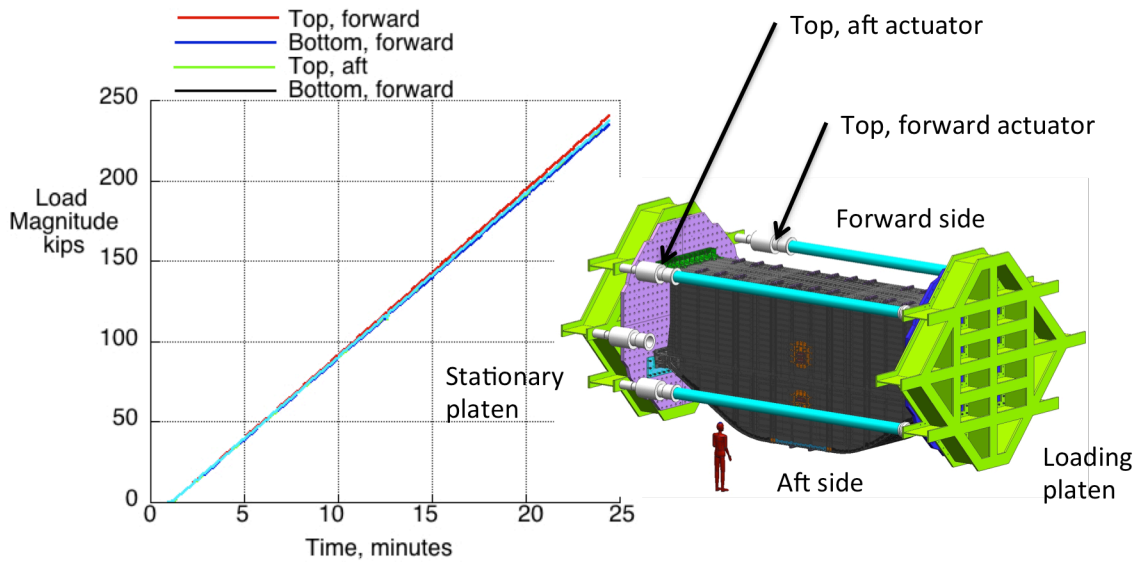 Top, forward
Bottom, forward
Top, aft
Bottom, forward
250
200
150
100
50
0
Load
Magnitude
kips
0
5
10
15
20
25
Time, minutes
Top, aft actuator
Top, forward actuator
Forward side
Stationary
platen
Aft side
Loading
platen